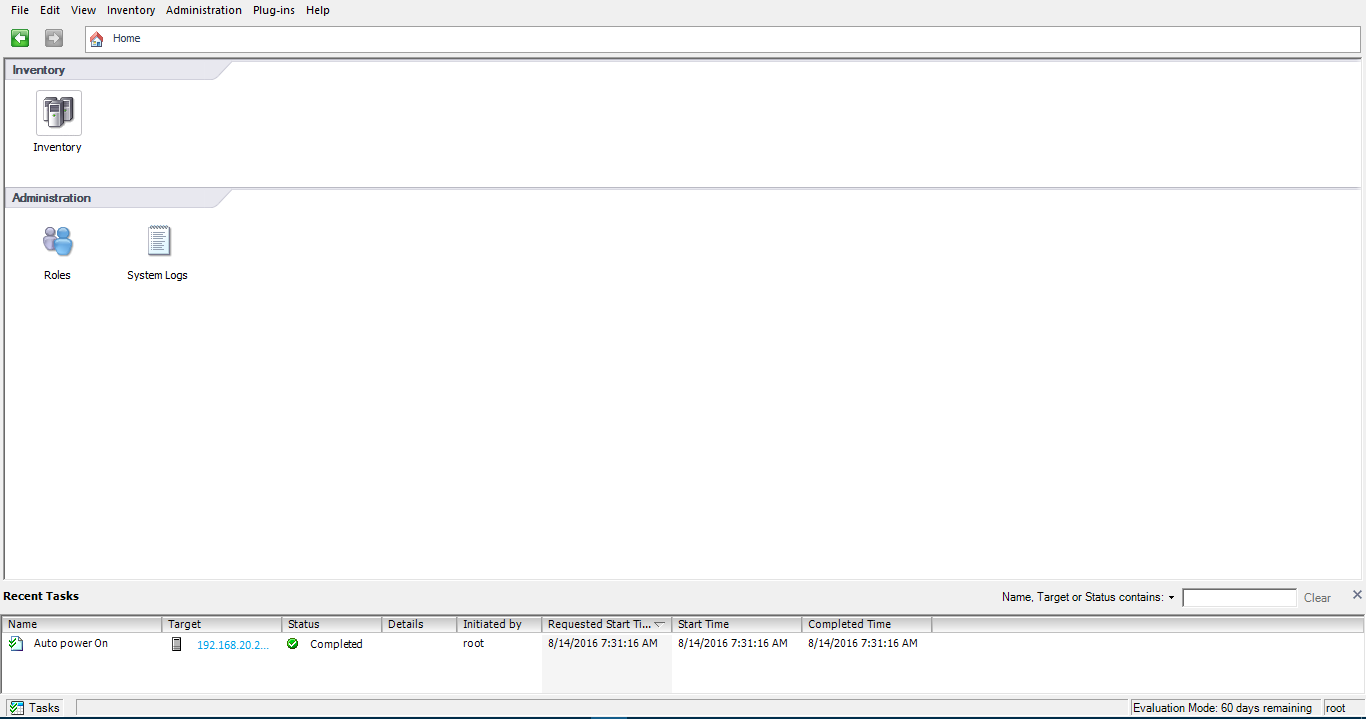 File Edit View Inventory Administration Plug-ins Help
Home
Inventory
Inventory
Administration
Roles System Logs
Recent Tasks Name, Target or Status contains: Clear
Name Target Status Details Initiated by Requested Start Ti... Start Time Completed Time
Auto power On 192.168.20.2... Completed root 8/14/2016 7:31:16 AM 8/14/2016 7:31:16 AM 8/14/2016 7:31:16 AM
Tasks Evaluation Mode: 60 days remaining root